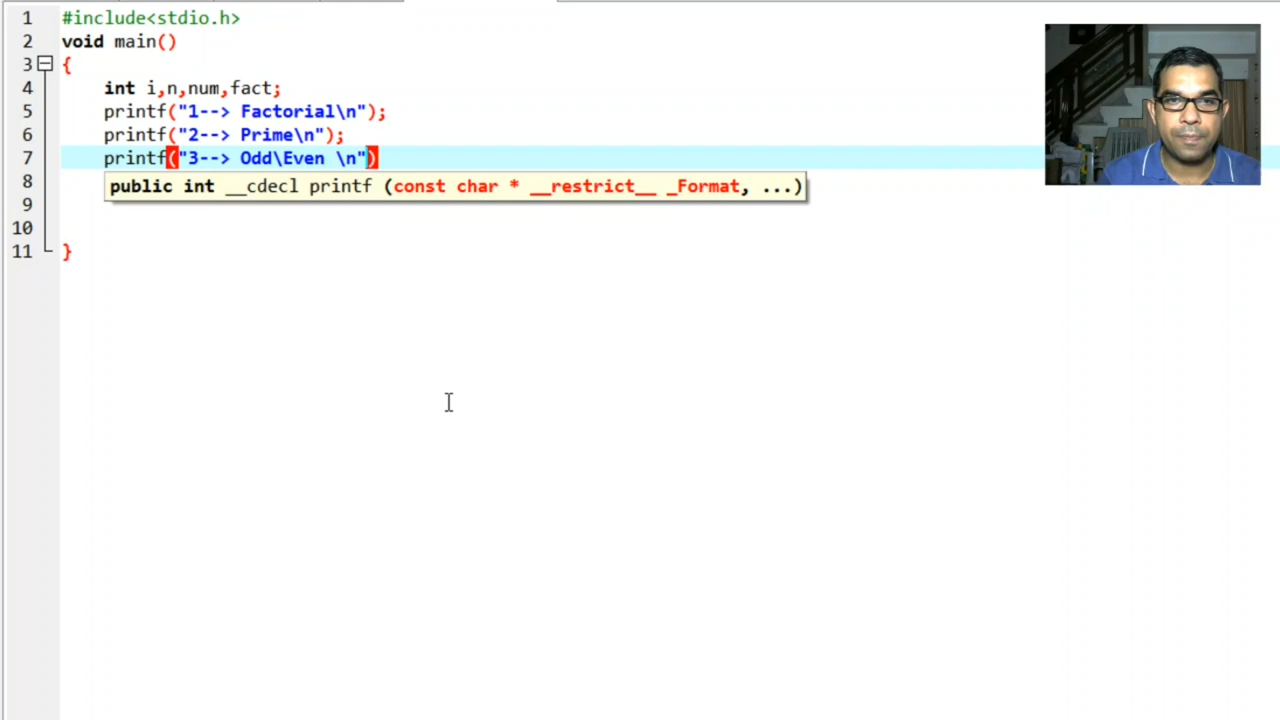 1 #include<stdio.h>
2 void main()
3 {
4 int i,n,num,fact;
5 printf("1--> Factorial\n");
6 printf("2--> Prime\n");
7 printf("3--> Odd\Even \n")
8 public int __cdecl printf (const char * __restrict__ _Format, ...)
9
10
11 }